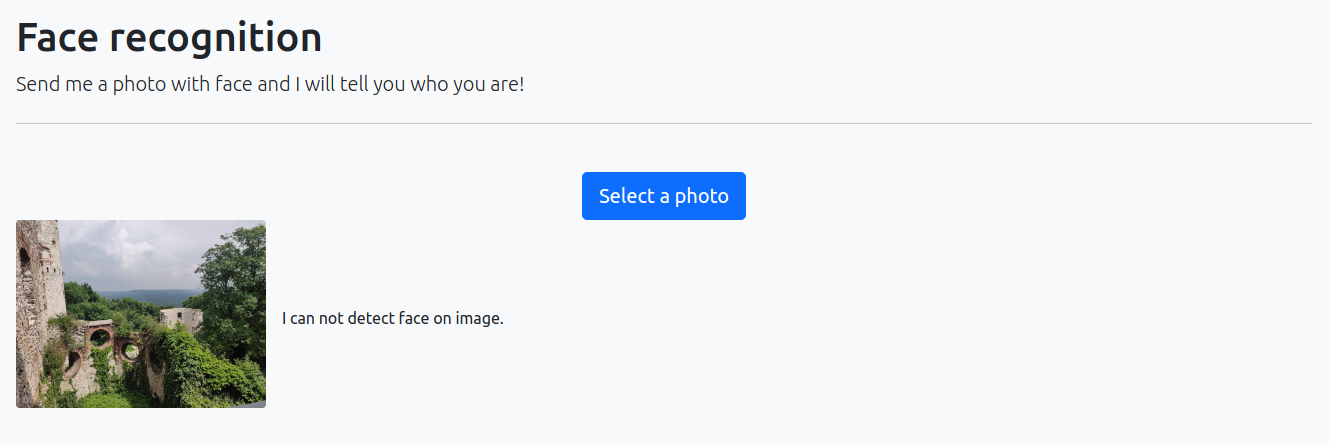 Face recognition
Send me a photo with face and I will tell you who you are!
Select a photo
I can not detect face on image.